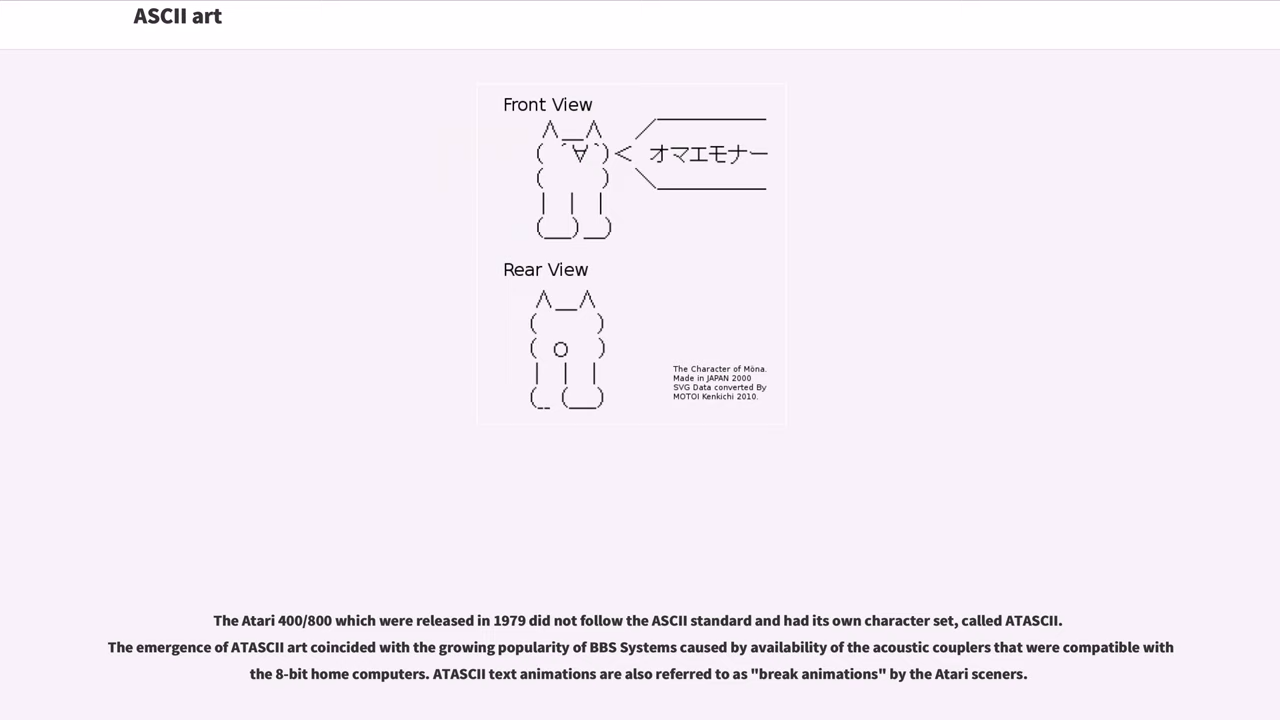 ASCII art
Front View
∧＿∧
( ´∀｀)＜ オマエモナー
( )
| | |
(＿_)＿)
Rear View
∧＿∧
( )
( ○ )
| | |
(_ (＿_)
The Character of Mòna.
Made in JAPAN 2000
SVG Data converted By
MOTOI Kenkichi 2010.
The Atari 400/800 which were released in 1979 did not follow the ASCII standard and had its own character set, called ATASCII.
The emergence of ATASCII art coincided with the growing popularity of BBS Systems caused by availability of the acoustic couplers that were compatible with
the 8-bit home computers. ATASCII text animations are also referred to as "break animations" by the Atari sceners.